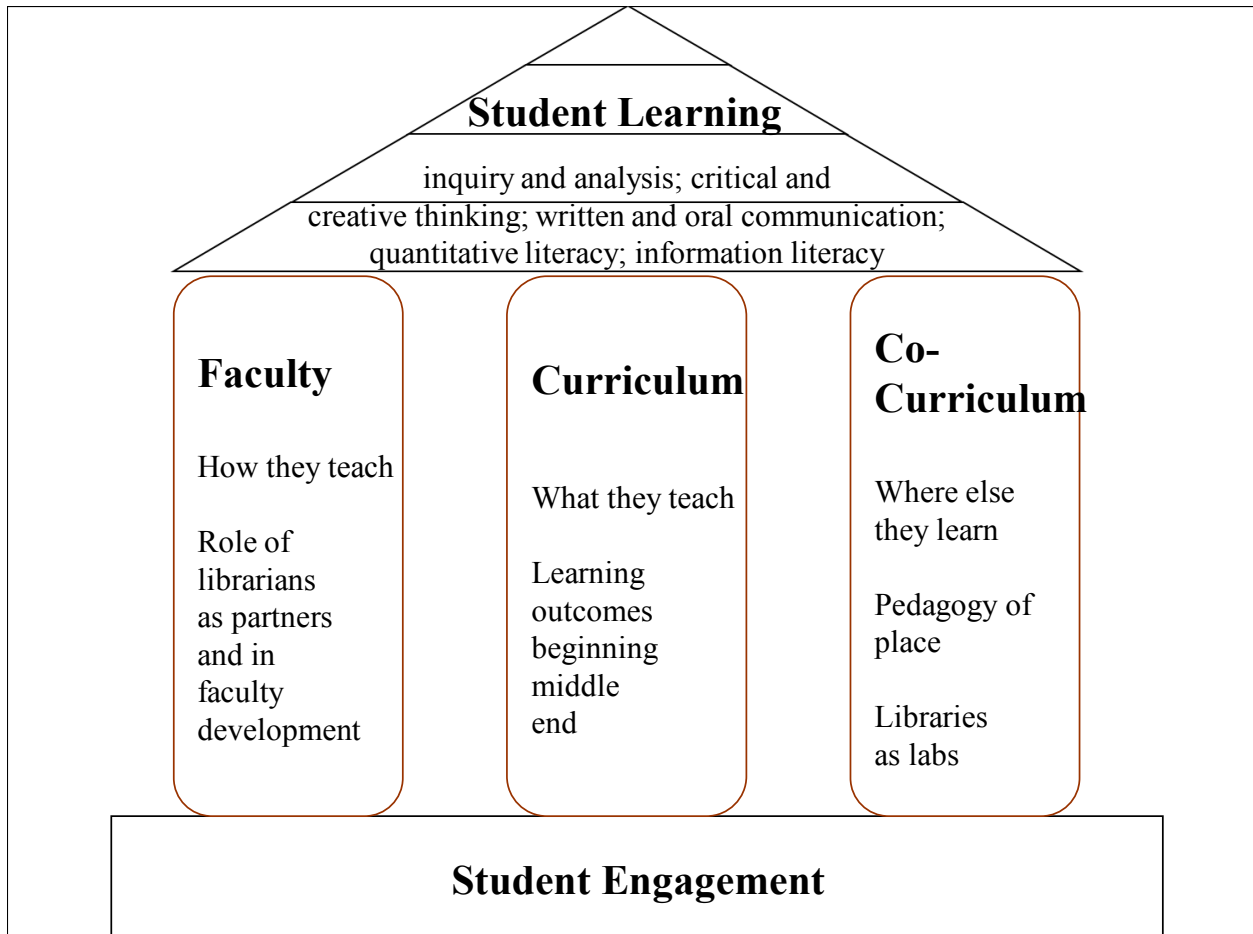 Student Learning
inquiry and analysis; critical and
creative thinking; written and oral communication;
quantitative literacy; information literacy
Faculty
How they teach
Role of
librarians
as partners
and in
faculty
development
Curriculum
What they teach
Learning
outcomes
beginning
middle
end
Co-
Curriculum
Where else
they learn
Pedagogy of
place
Libraries
as labs
Student Engagement